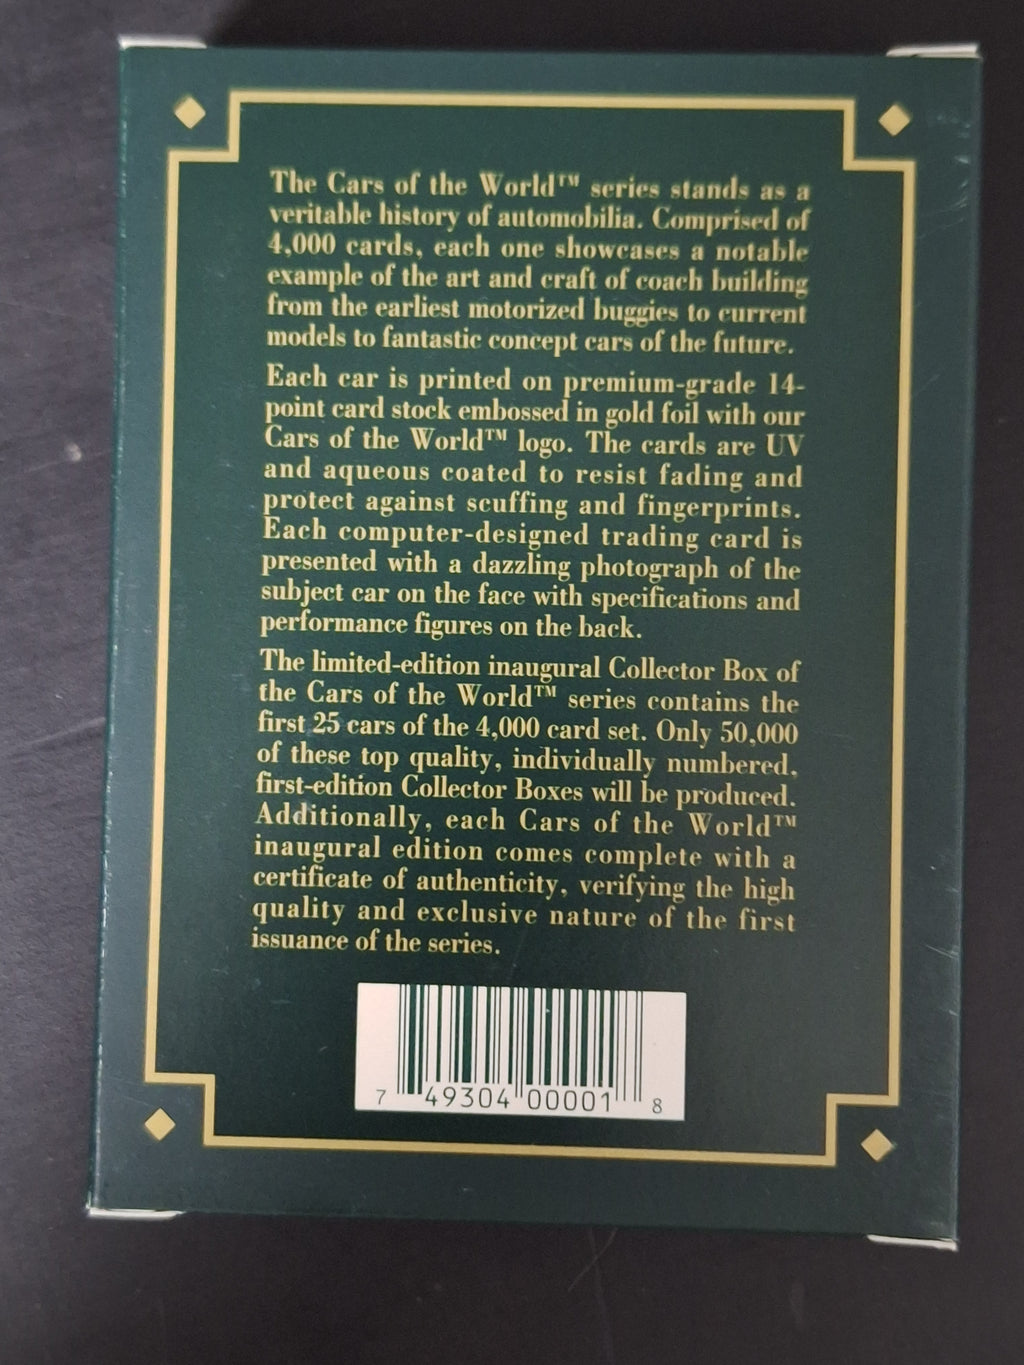 The Cars of the World™ series stands as a
veritable history of automobilia. Comprised of
4,000 cards, each one showcases a notable
example of the art and craft of coach building
from the earliest motorized buggies to current
models to fantastic concept cars of the future.
Each car is printed on premium-grade 14-
point card stock embossed in gold foil with our
Cars of the World™ logo. The cards are UV
and aqueous coated to resist fading and
protect against scuffing and fingerprints.
Each computer-designed trading card is
presented with a dazzling photograph of the
subject car on the face with specifications and
performance figures on the back.
The limited-edition inaugural Collector Box of
the Cars of the World™ series contains the
first 25 cars of the 4,000 card set. Only 50,000
of these top quality, individually numbered,
first-edition Collector Boxes will be produced.
Additionally, each Cars of the World™
inaugural edition comes complete with a
certificate of authenticity, verifying the high
quality and exclusive nature of the first
issuance of the series.
7 49304 00001 8